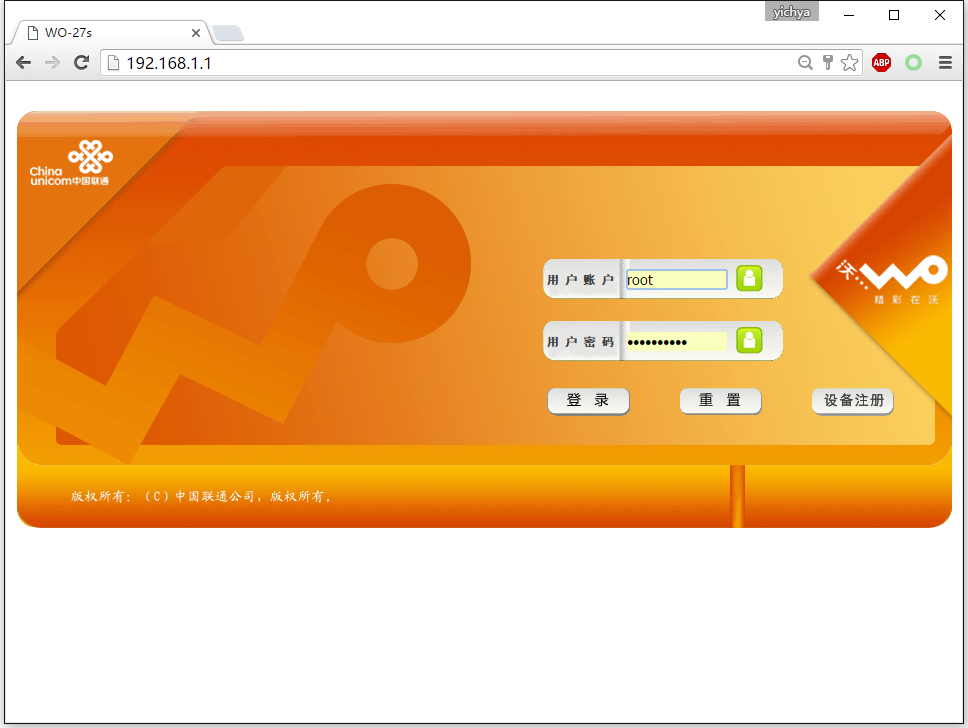 yichya
WO-27s
192.168.1.1
ABP
China
unicom中国联通
用户账户
root
沃...
WO
精彩在沃
用户密码
••••••••••
登 录
重 置
设备注册
版权所有：（C）中国联通公司，版权所有。